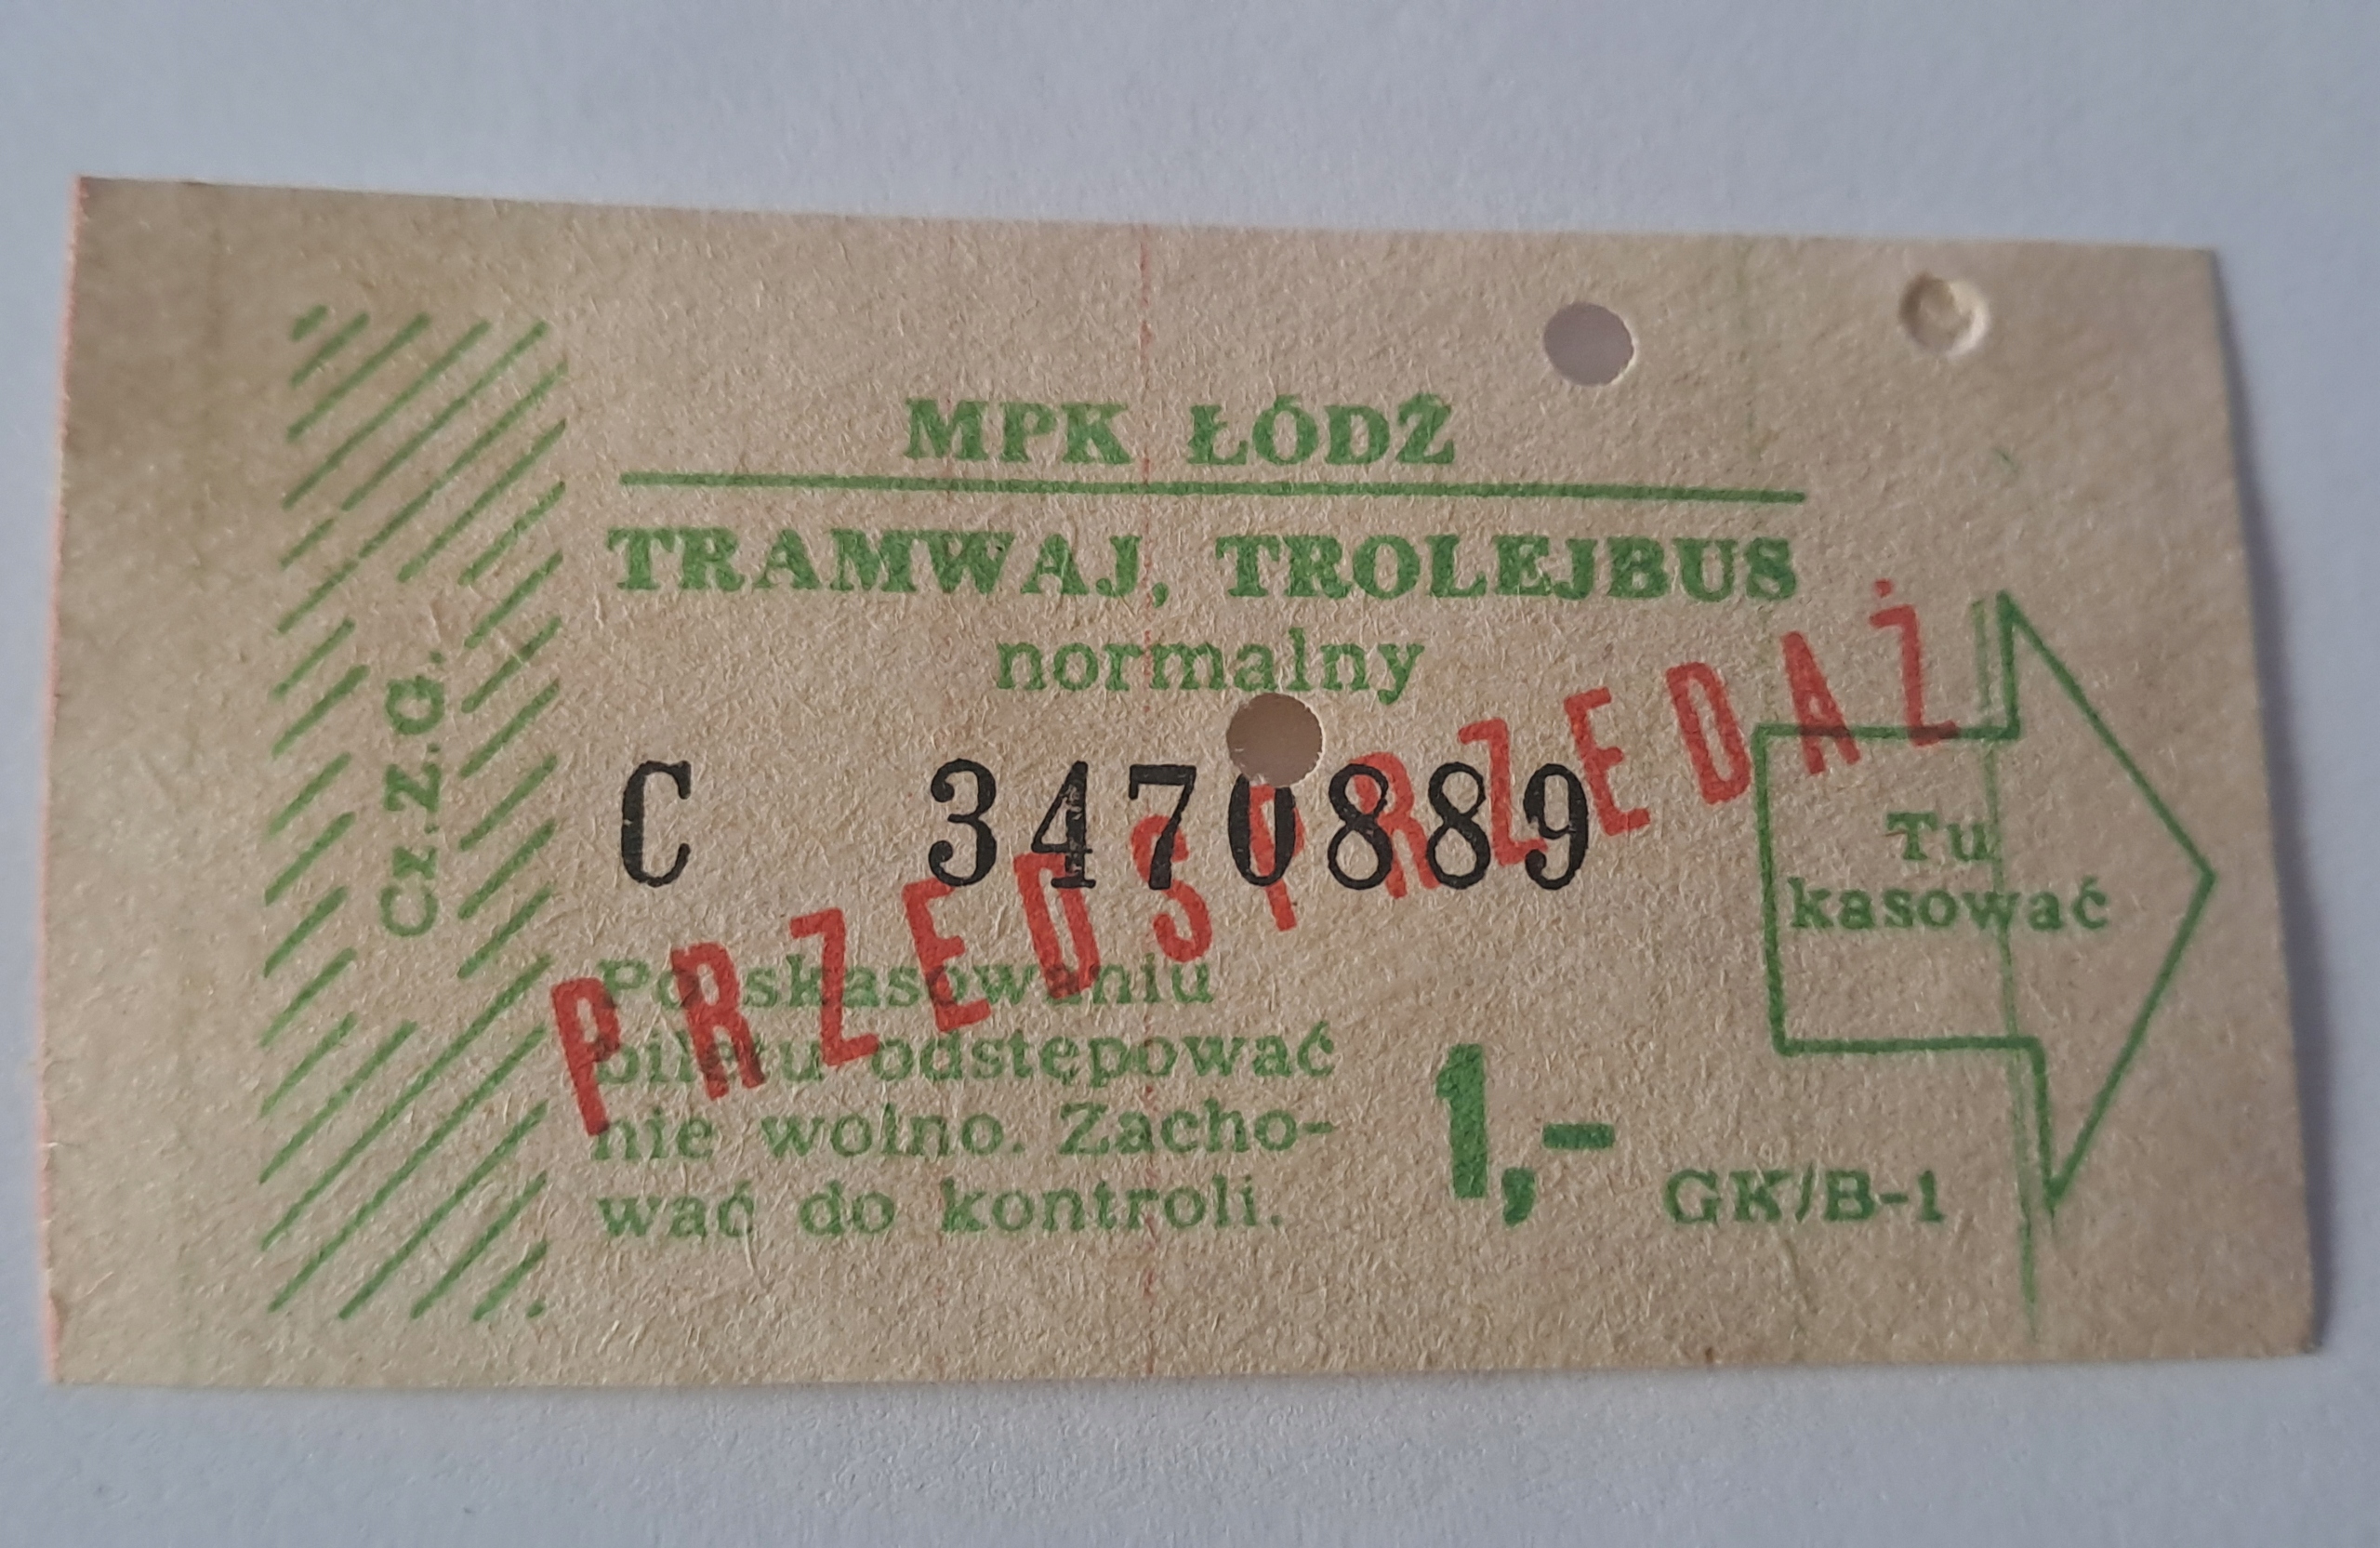 MPK ŁÓDŹ
TRAMWAJ, TROLEJBUS
normalny
C 3470889
PRZEDSPRZEDAŻ
Po skasowaniu
biletu odstępować
nie wolno. Zacho-
wać do kontroli.
1,-
GK/B-1
Tu
kasować
Cz.Z.G.